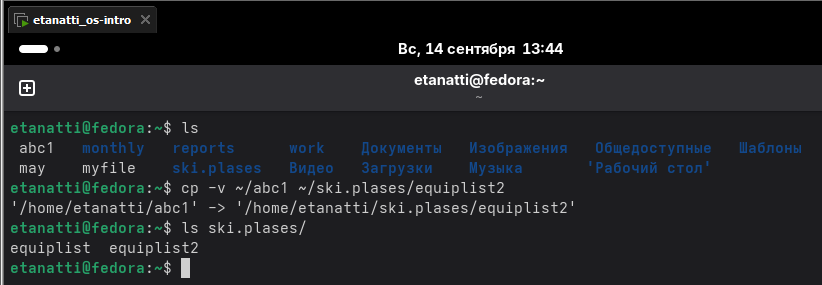 etanatti_os-intro
Вс, 14 сентября 13:44
etanatti@fedora:~
~
etanatti@fedora:~$ ls
abc1 monthly reports work Документы Изображения Общедоступные Шаблоны
may myfile ski.plases Видео Загрузки Музыка 'Рабочий стол'
etanatti@fedora:~$ cp -v ~/abc1 ~/ski.plases/equiplist2
'/home/etanatti/abc1' -> '/home/etanatti/ski.plases/equiplist2'
etanatti@fedora:~$ ls ski.plases/
equiplist equiplist2
etanatti@fedora:~$